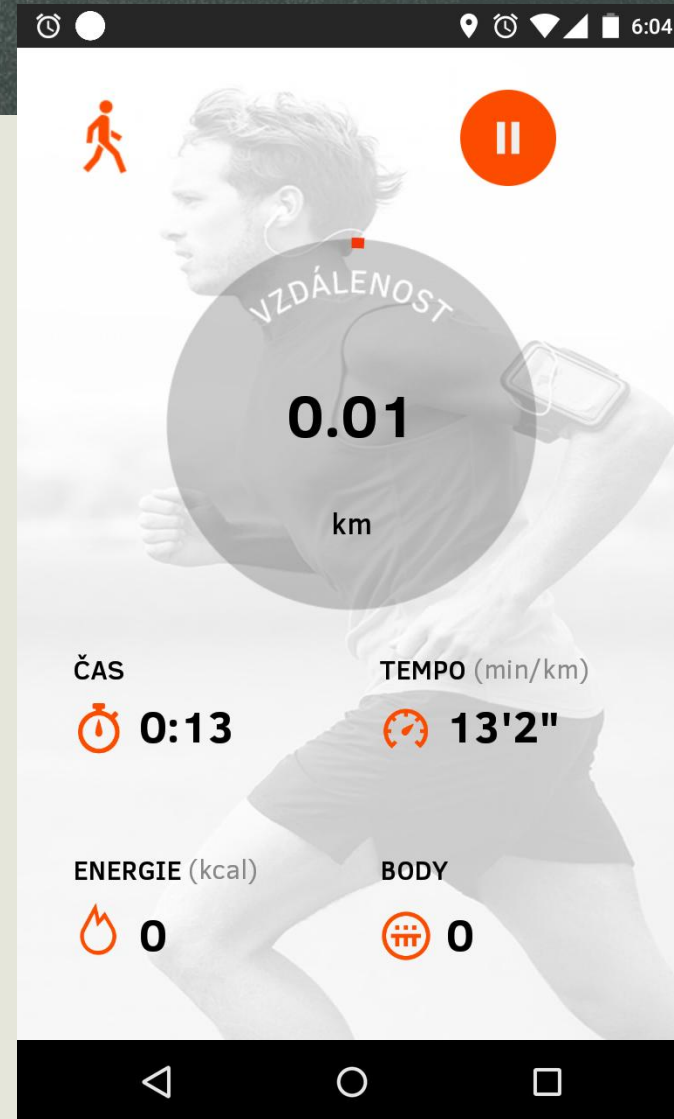 6:04
VZDÁLENOST
0.01
km
ČAS
0:13
TEMPO (min/km)
13'2"
ENERGIE (kcal)
0
BODY
0